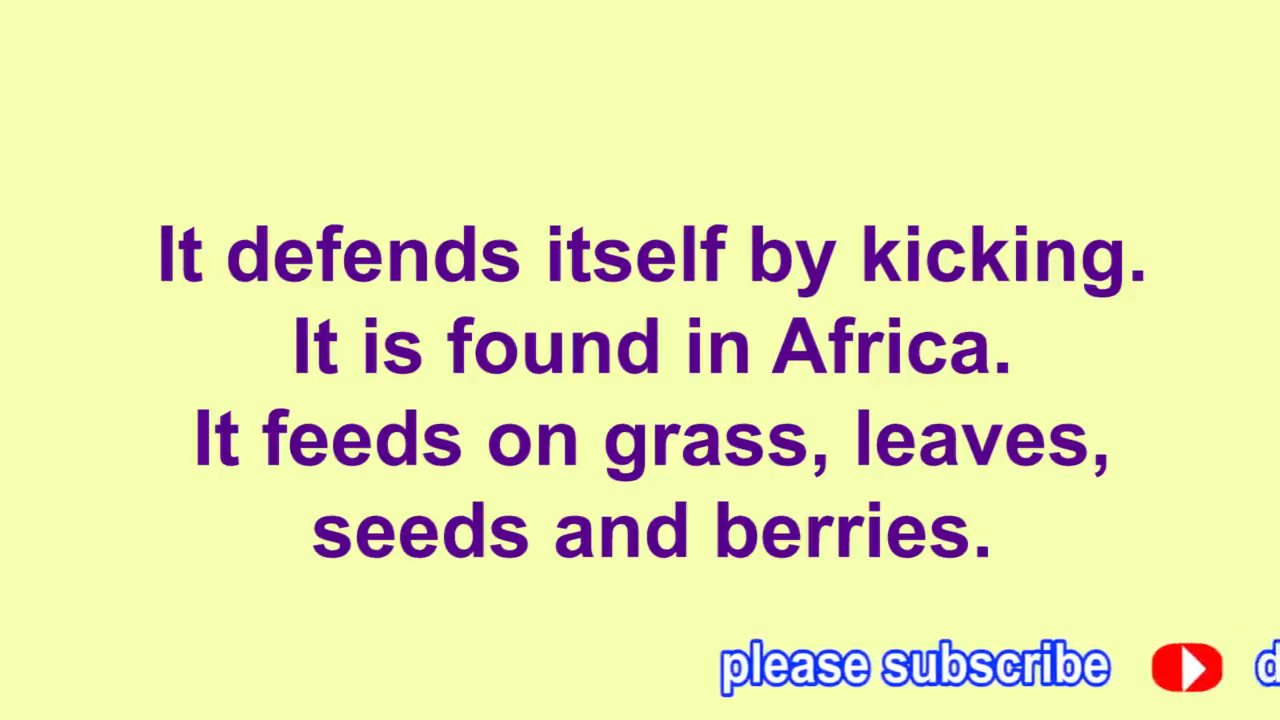 It defends itself by kicking.
It is found in Africa.
It feeds on grass, leaves,
seeds and berries.
please subscribe